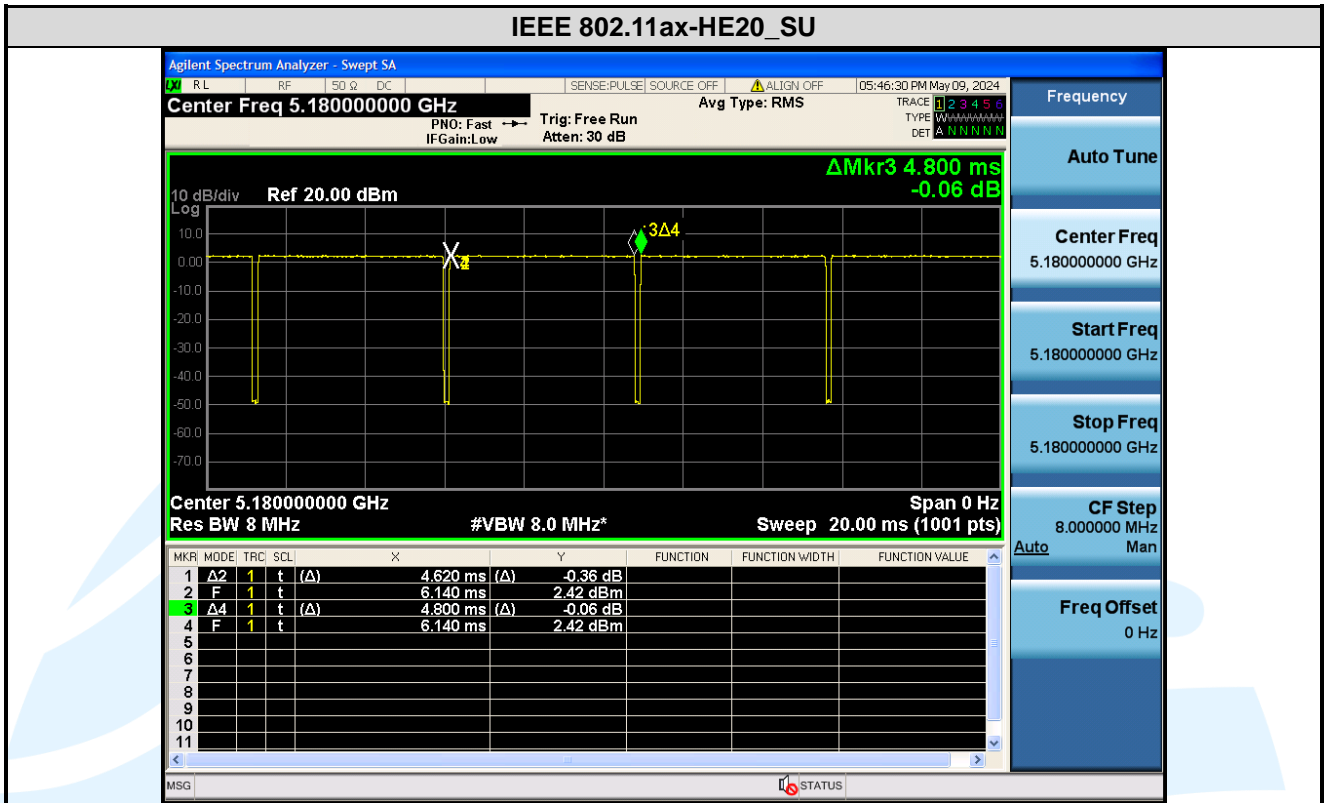 IEEE 802.11ax-HE20_SU
Agilent Spectrum Analyzer - Swept SA
LXI RL RF 50 Ω DC SENSE:PULSE SOURCE OFF ALIGN OFF 05:46:30 PM May 09, 2024
Center Freq 5.180000000 GHz
PNO: Fast
IFGain:Low
Trig: Free Run
Atten: 30 dB
Avg Type: RMS
TRACE 1 2 3 4 5 6
TYPE W
DET A N N N N N
ΔMkr3 4.800 ms
-0.06 dB
10 dB/div Ref 20.00 dBm
Log
10.0
0.00
-10.0
-20.0
-30.0
-40.0
-50.0
-60.0
-70.0
3Δ4
4
Center 5.180000000 GHz Span 0 Hz
Res BW 8 MHz #VBW 8.0 MHz* Sweep 20.00 ms (1001 pts)
MKR MODE TRC SCL X Y FUNCTION FUNCTION WIDTH FUNCTION VALUE
1 Δ2 1 t (Δ) 4.620 ms (Δ) -0.36 dB
2 F 1 t 6.140 ms 2.42 dBm
3 Δ4 1 t (Δ) 4.800 ms (Δ) -0.06 dB
4 F 1 t 6.140 ms 2.42 dBm
5
6
7
8
9
10
11
MSG STATUS
Frequency
Auto Tune
Center Freq
5.180000000 GHz
Start Freq
5.180000000 GHz
Stop Freq
5.180000000 GHz
CF Step
8.000000 MHz
Auto Man
Freq Offset
0 Hz